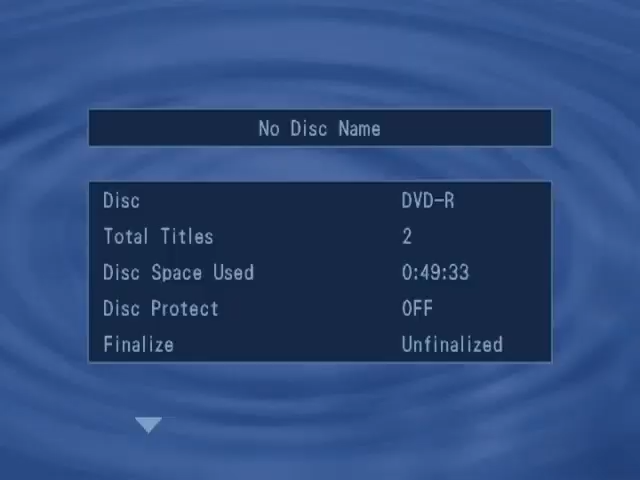 No Disc Name
Disc DVD-R
Total Titles 2
Disc Space Used 0:49:33
Disc Protect OFF
Finalize Unfinalized